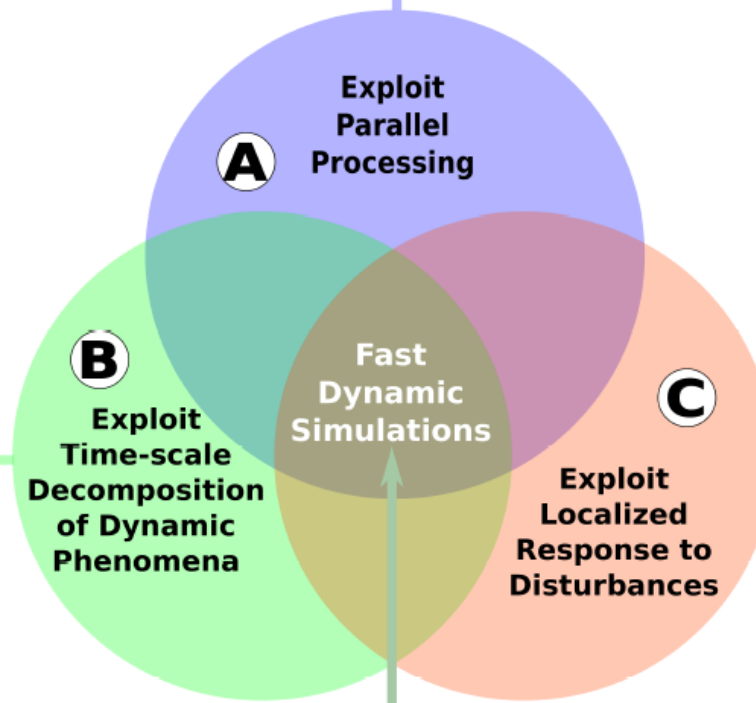 Exploit
Parallel
Processing
A
B
Exploit
Time-scale
Decomposition
of Dynamic
Phenomena
Fast
Dynamic
Simulations
C
Exploit
Localized
Response to
Disturbances